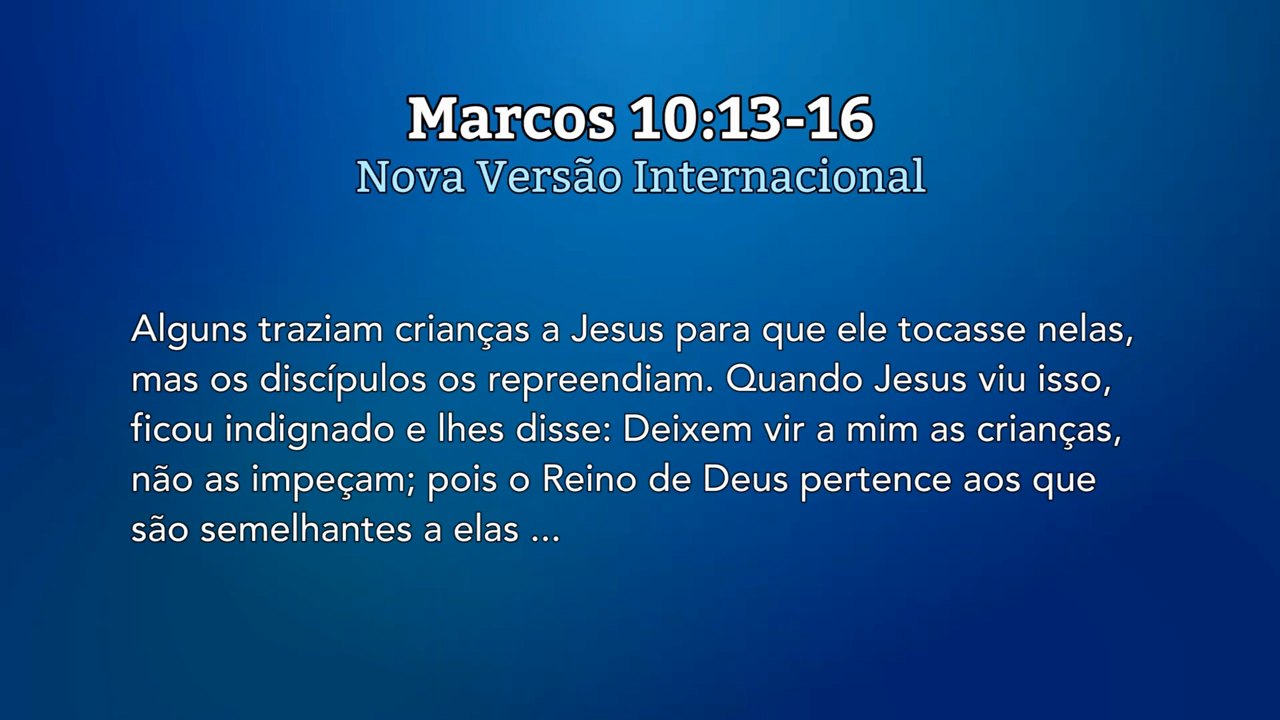 Marcos 10:13-16
Nova Versão Internacional
Alguns traziam crianças a Jesus para que ele tocasse nelas,
mas os discípulos os repreendiam. Quando Jesus viu isso,
ficou indignado e lhes disse: Deixem vir a mim as crianças,
não as impeçam; pois o Reino de Deus pertence aos que
são semelhantes a elas ...